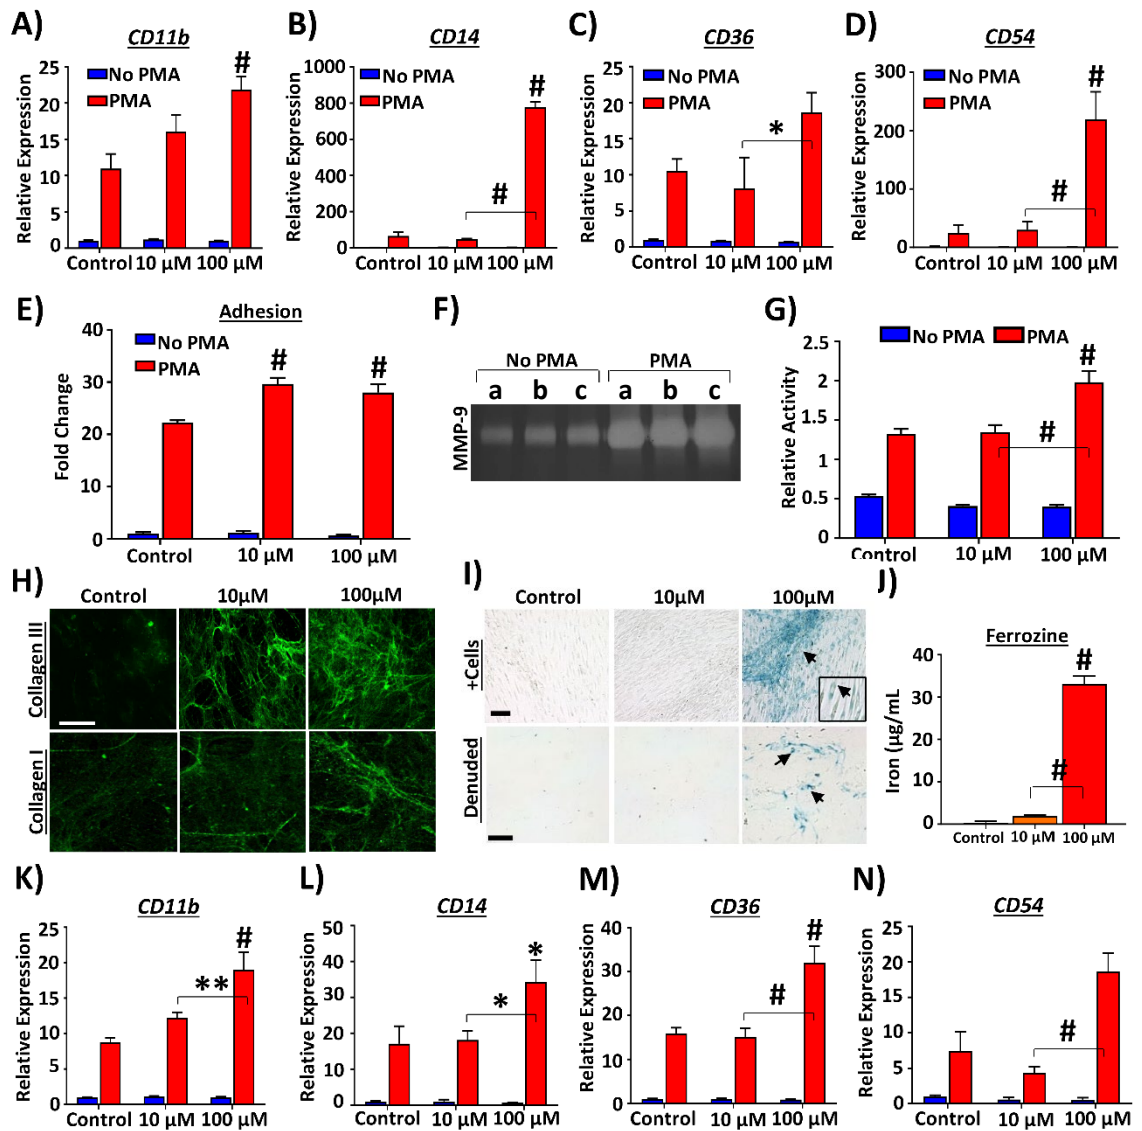 A)
CD11b
Relative Expression
25
20
15
10
5
0
No PMA
PMA
#
Control 10 µM 100 µM
B)
CD14
Relative Expression
1000
800
600
400
200
0
No PMA
PMA
#
#
Control 10 µM 100 µM
C)
CD36
Relative Expression
25
20
15
10
5
0
No PMA
PMA
*
Control 10 µM 100 µM
D)
CD54
Relative Expression
300
200
100
0
No PMA
PMA
#
#
Control 10 µM 100 µM
E)
Adhesion
Fold Change
40
30
20
10
0
No PMA
PMA
#
#
Control 10 µM 100 µM
F)
No PMA PMA
a b c a b c
MMP-9
G)
No PMA PMA
Relative Activity
2.5
2
1.5
1
0.5
0
#
#
Control 10 µM 100 µM
H)
Control 10µM 100µM
Collagen III
Collagen I
I)
Control 10µM 100µM
+Cells
Denuded
J)
Ferrozine
Iron (µg/mL)
40
30
20
10
0
#
#
Control 10 µM 100 µM
K)
CD11b
Relative Expression
25
20
15
10
5
0
**
#
Control 10 µM 100 µM
L)
CD14
Relative Expression
50
40
30
20
10
0
*
*
Control 10 µM 100 µM
M)
CD36
Relative Expression
40
30
20
10
0
#
#
Control 10 µM 100 µM
N)
CD54
Relative Expression
25
20
15
10
5
0
#
Control 10 µM 100 µM